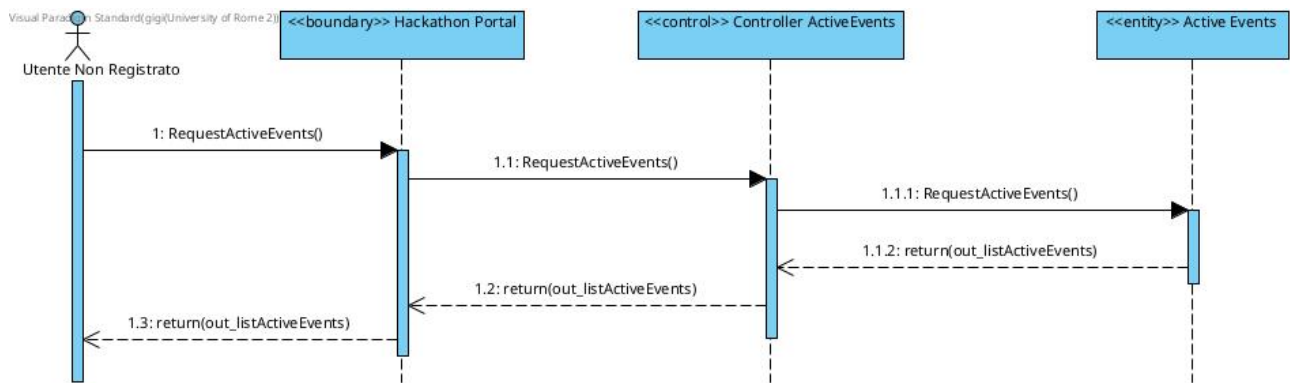 Visual Paradigm Standard(gigi(University of Rome 2))
<<boundary>> Hackathon Portal
<<control>> Controller ActiveEvents
<<entity>> Active Events
Utente Non Registrato
1: RequestActiveEvents()
1.1: RequestActiveEvents()
1.1.1: RequestActiveEvents()
1.1.2: return(out_listActiveEvents)
1.2: return(out_listActiveEvents)
1.3: return(out_listActiveEvents)